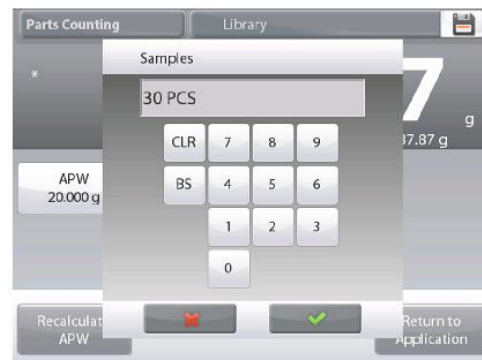 Parts Counting
Library
Samples
*
30 PCS
7
g
37.87 g
CLR 7 8 9
BS 4 5 6
1 2 3
0
APW
20.000 g
APW
Return to
Application